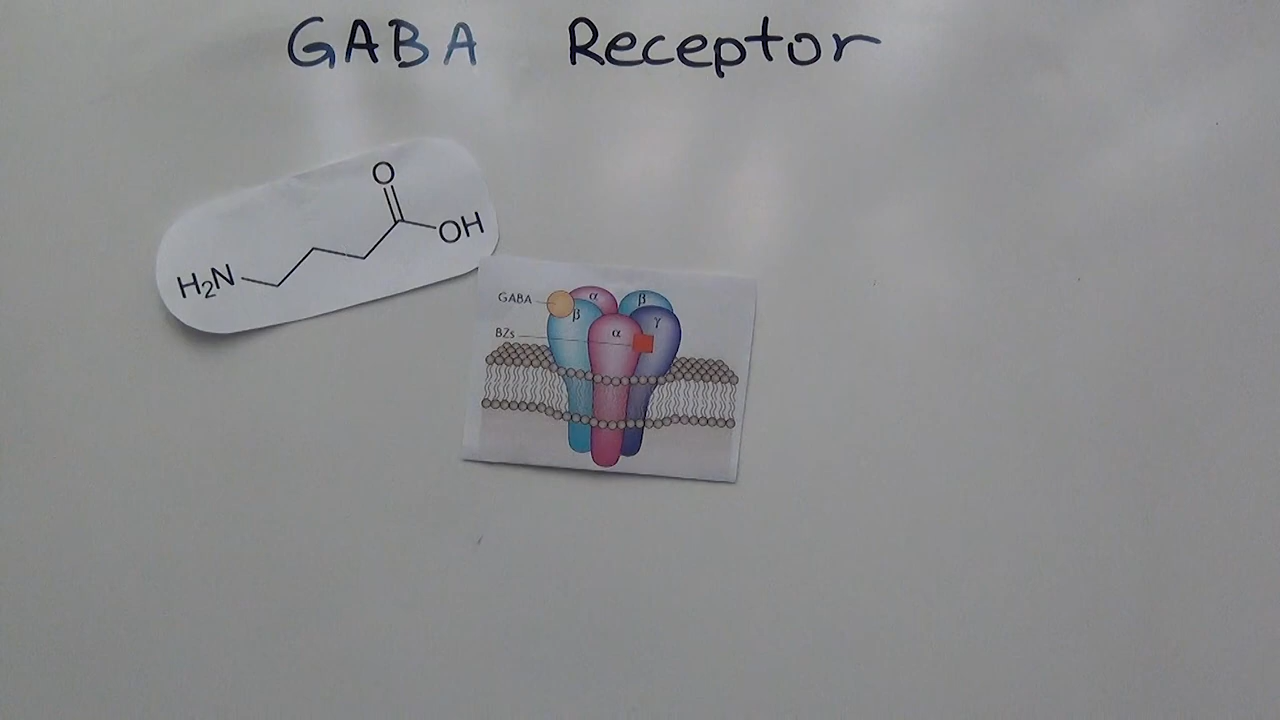 GABA Receptor
O
OH
H₂N
GABA
α
β
β
γ
BZs
α